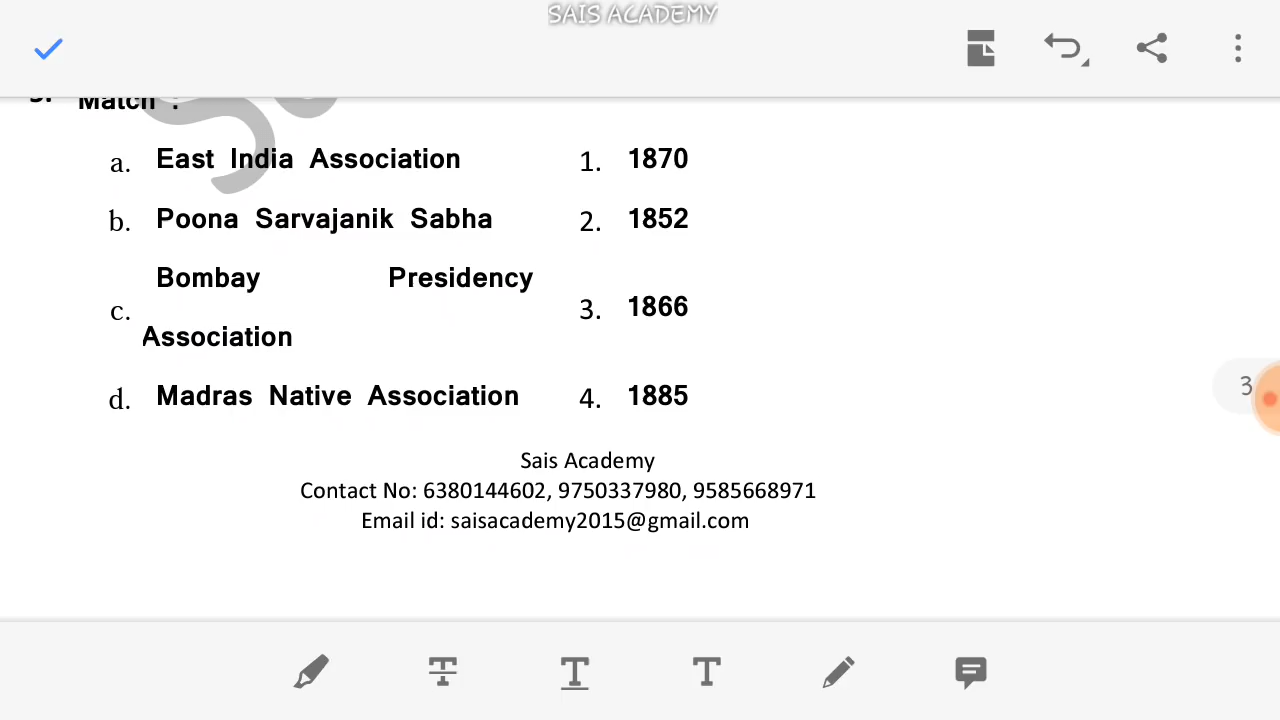 SAIS ACADEMY
Match :
a. East India Association 1. 1870
b. Poona Sarvajanik Sabha 2. 1852
Bombay Presidency
c. 3. 1866
Association
d. Madras Native Association 4. 1885
3
Sais Academy
Contact No: 6380144602, 9750337980, 9585668971
Email id: saisacademy2015@gmail.com